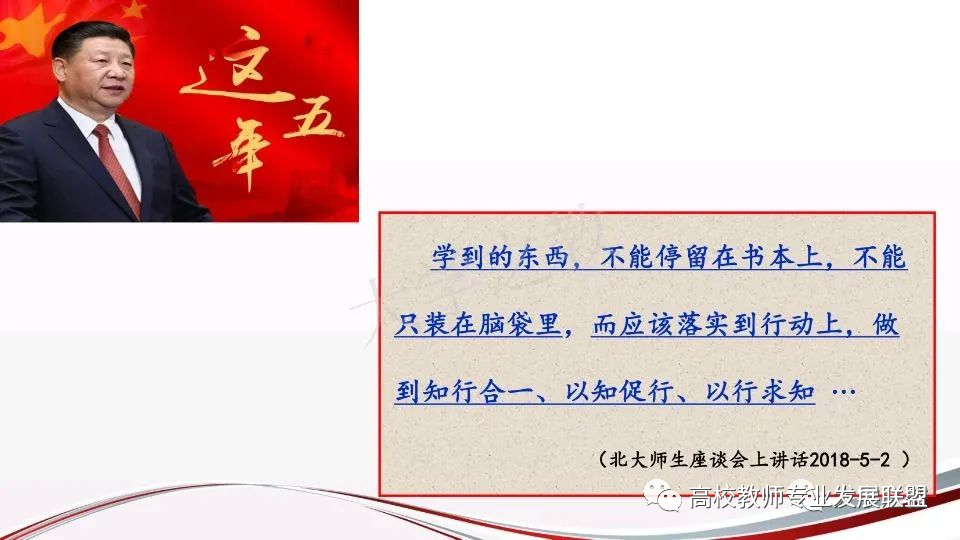 这
五
年
学到的东西，不能停留在书本上，不能
只装在脑袋里，而应该落实到行动上，做
到知行合一、以知促行、以行求知 …
（北大师生座谈会上讲话2018-5-2 ）
高校教师专业发展联盟